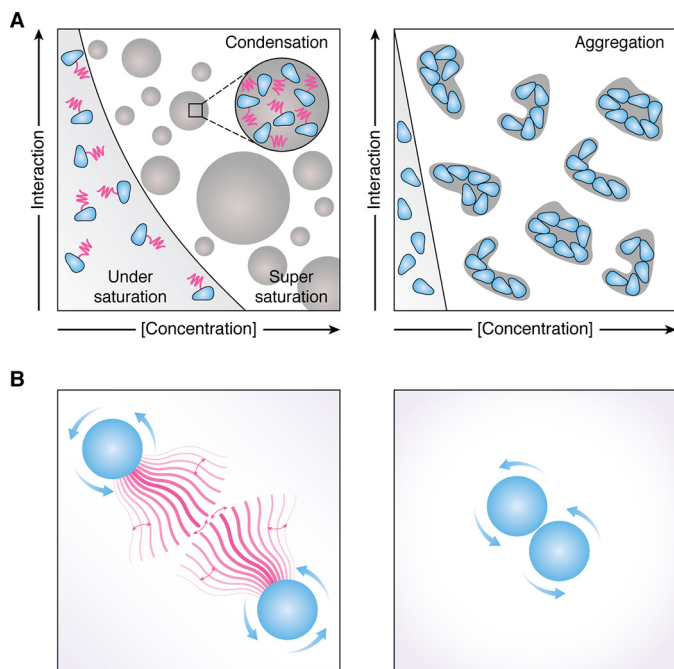 A
Condensation
Interaction
Under
saturation
Super
saturation
[Concentration]
Aggregation
Interaction
[Concentration]
B